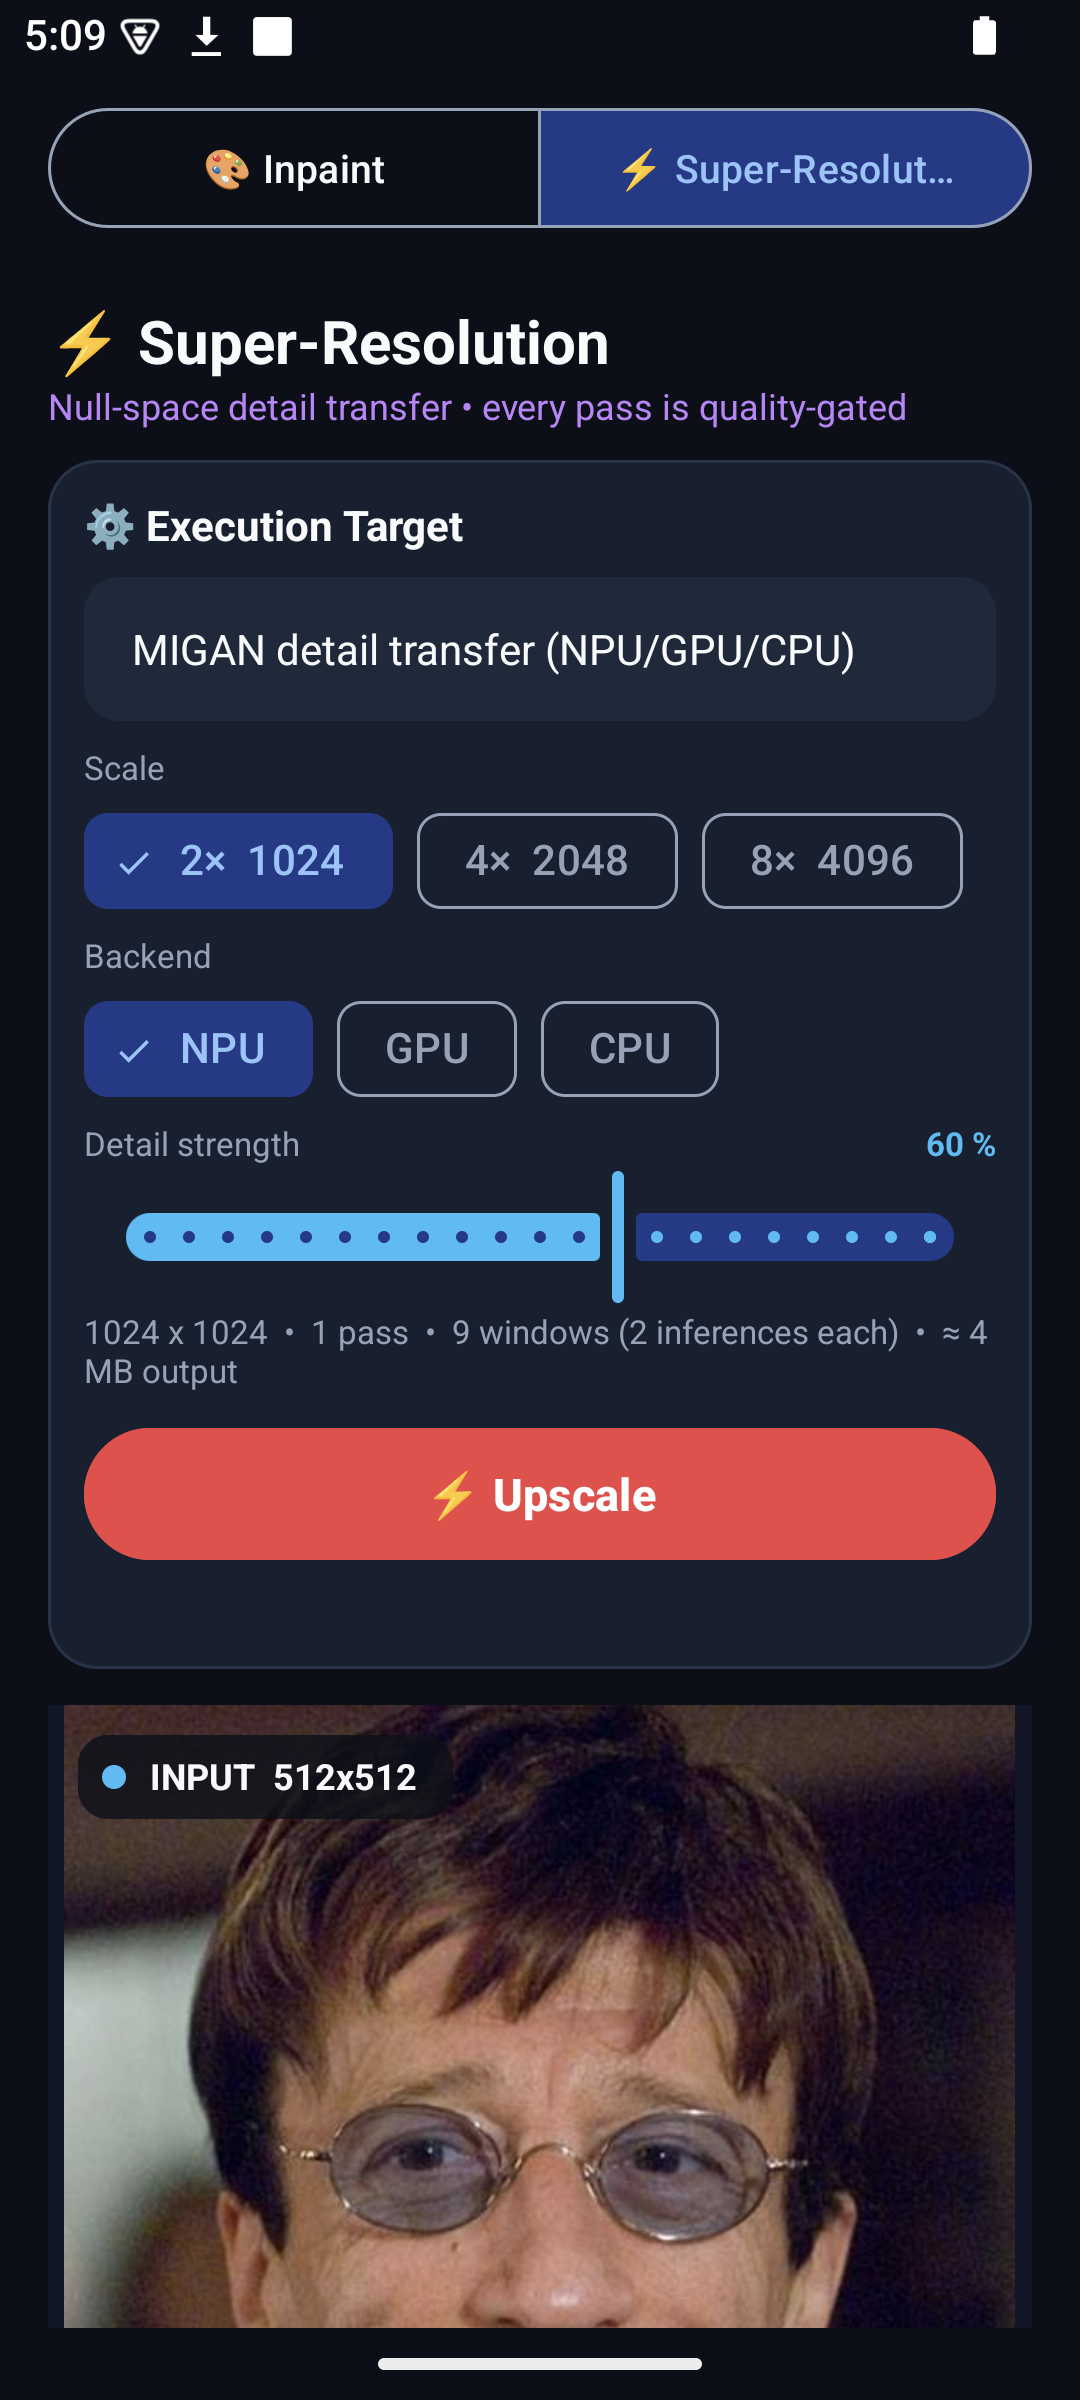 5:09
🎨 Inpaint
⚡ Super-Resolut...
⚡ Super-Resolution
Null-space detail transfer • every pass is quality-gated
⚙️ Execution Target
MIGAN detail transfer (NPU/GPU/CPU)
Scale
✓ 2× 1024
4× 2048
8× 4096
Backend
✓ NPU
GPU
CPU
Detail strength
60 %
1024 x 1024 • 1 pass • 9 windows (2 inferences each) • ≈ 4
MB output
⚡ Upscale
INPUT 512x512